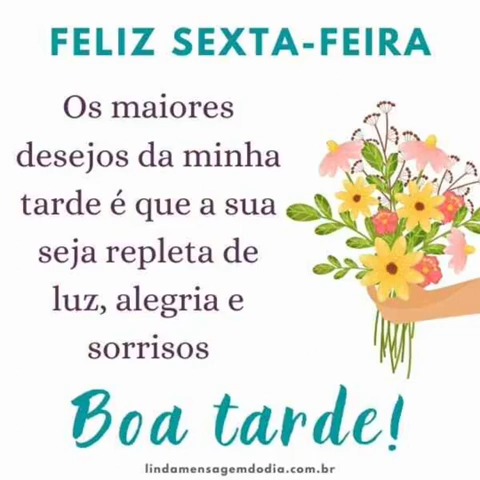 FELIZ SEXTA-FEIRA
Os maiores
desejos da minha
tarde é que a sua
seja repleta de
luz, alegria e
sorrisos
Boa tarde!
lindamensagemdodia.com.br